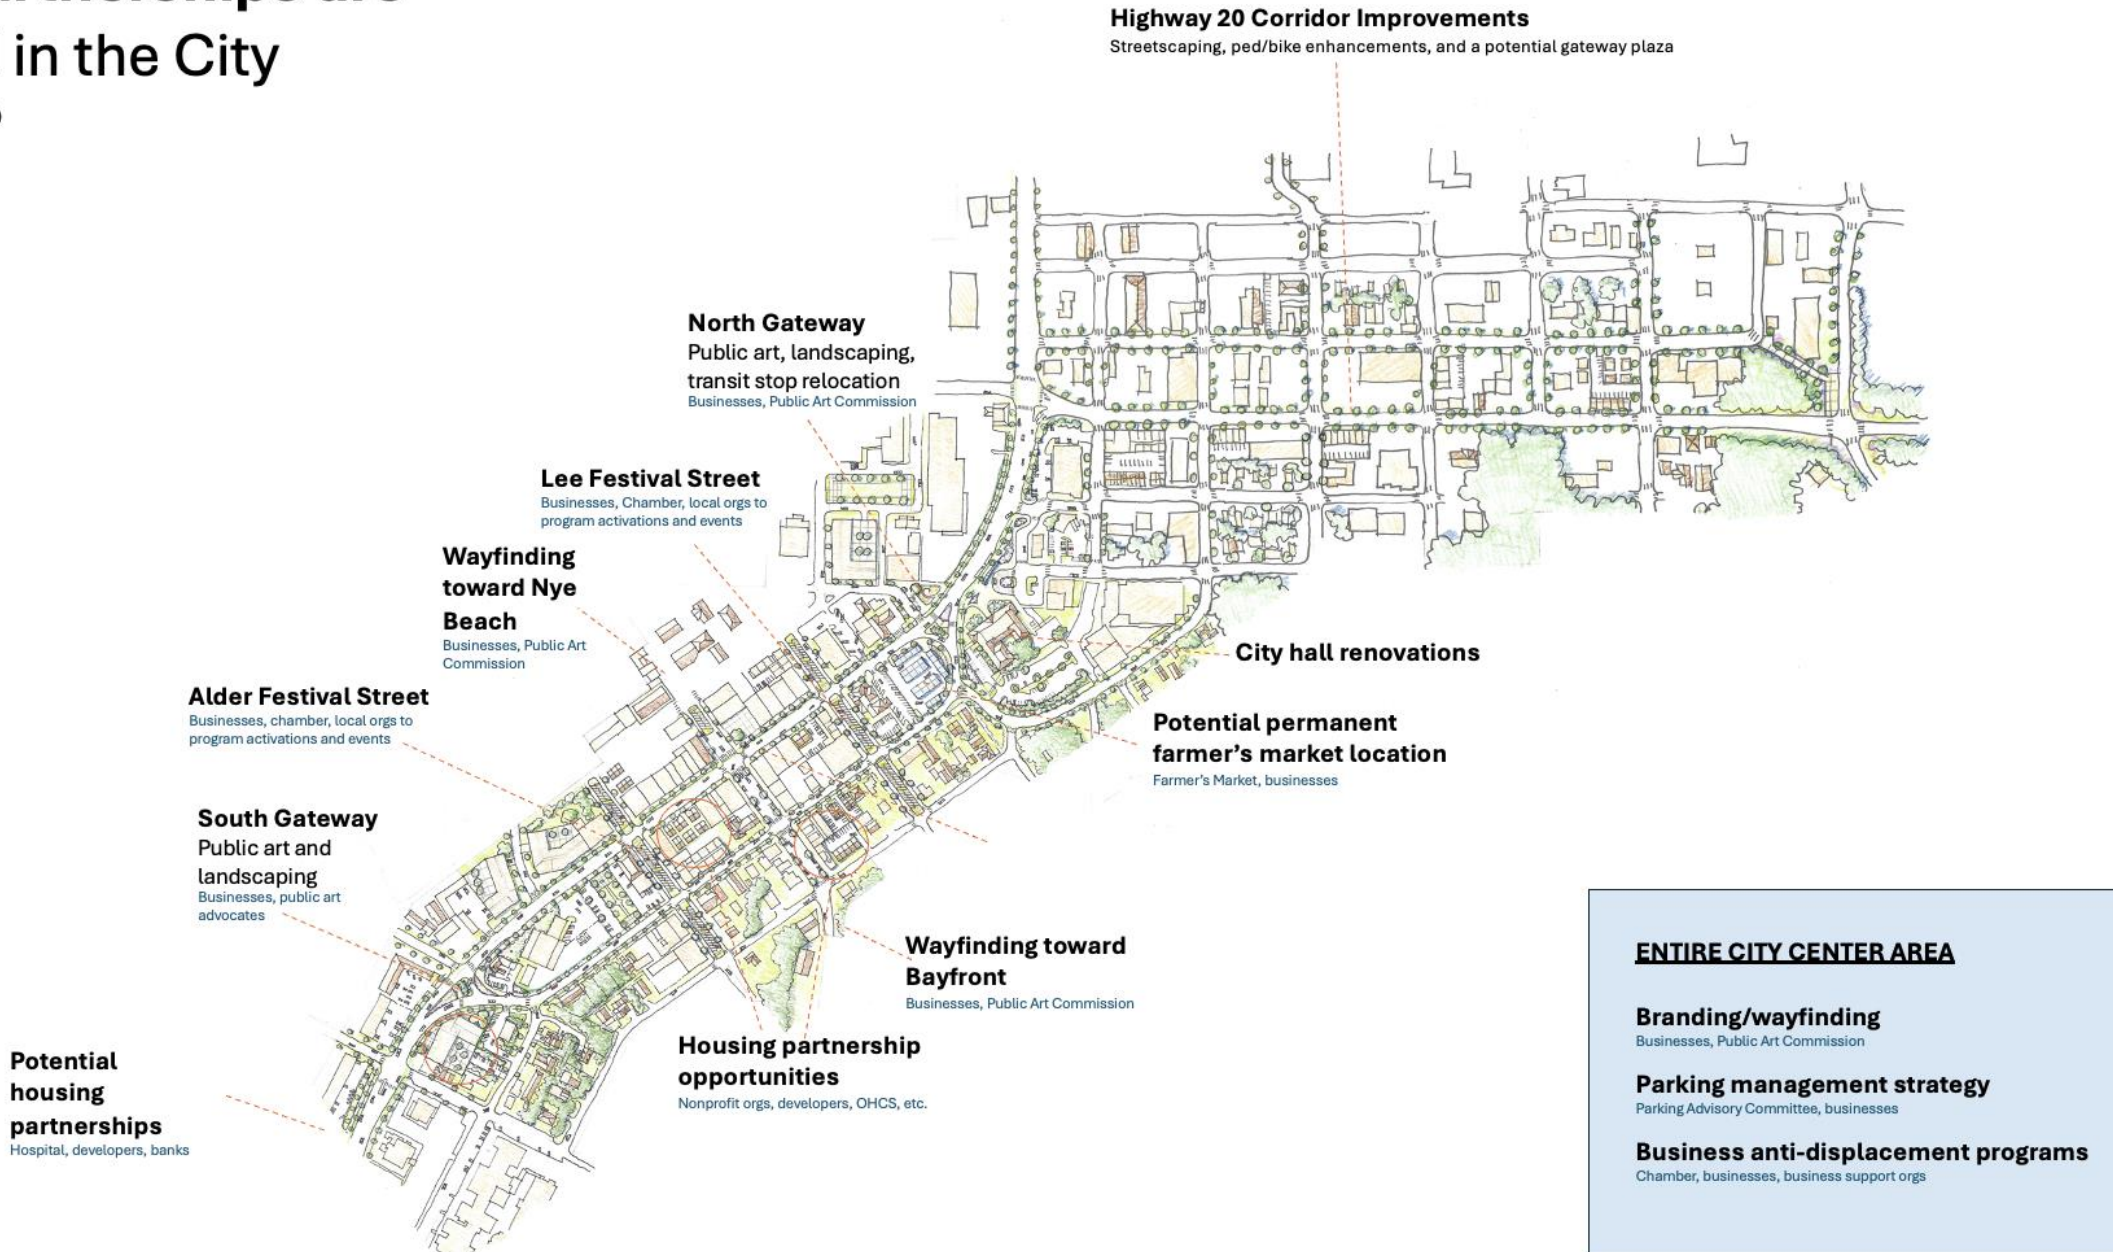 in the City
Highway 20 Corridor Improvements
Streetscaping, ped/bike enhancements, and a potential gateway plaza
North Gateway
Public art, landscaping,
transit stop relocation
Businesses, Public Art Commission
Lee Festival Street
Businesses, Chamber, local orgs to
program activations and events
Wayfinding
toward Nye
Beach
Businesses, Public Art
Commission
Alder Festival Street
Businesses, chamber, local orgs to
program activations and events
South Gateway
Public art and
landscaping
Businesses, public art
advocates
Potential
housing
partnerships
Hospital, developers, banks
City hall renovations
Potential permanent
farmer's market location
Farmer's Market, businesses
Wayfinding toward
Bayfront
Businesses, Public Art Commission
Housing partnership
opportunities
Nonprofit orgs, developers, OHCS, etc.
ENTIRE CITY CENTER AREA
Branding/wayfinding
Businesses, Public Art Commission
Parking management strategy
Parking Advisory Committee, businesses
Business anti-displacement programs
Chamber, businesses, business support orgs